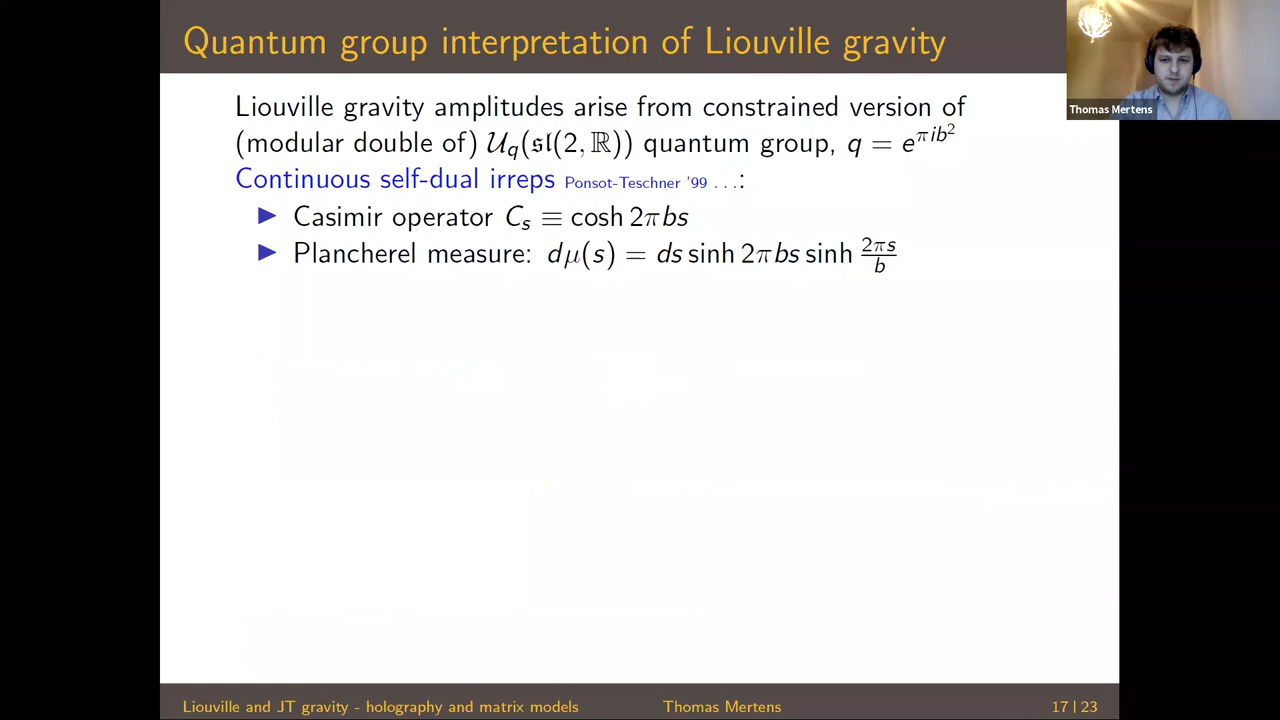 Quantum group interpretation of Liouville gravity
Thomas Mertens
Liouville gravity amplitudes arise from constrained version of
(modular double of) 𝒰_q(𝔰𝔩(2, ℝ)) quantum group, q = e^{πib²}
Continuous self-dual irreps Ponsot-Teschner '99 ...:
▶ Casimir operator C_s ≡ cosh 2πbs
▶ Plancherel measure: dμ(s) = ds sinh 2πbs sinh \frac{2πs}{b}
Liouville and JT gravity - holography and matrix models Thomas Mertens 17 | 23